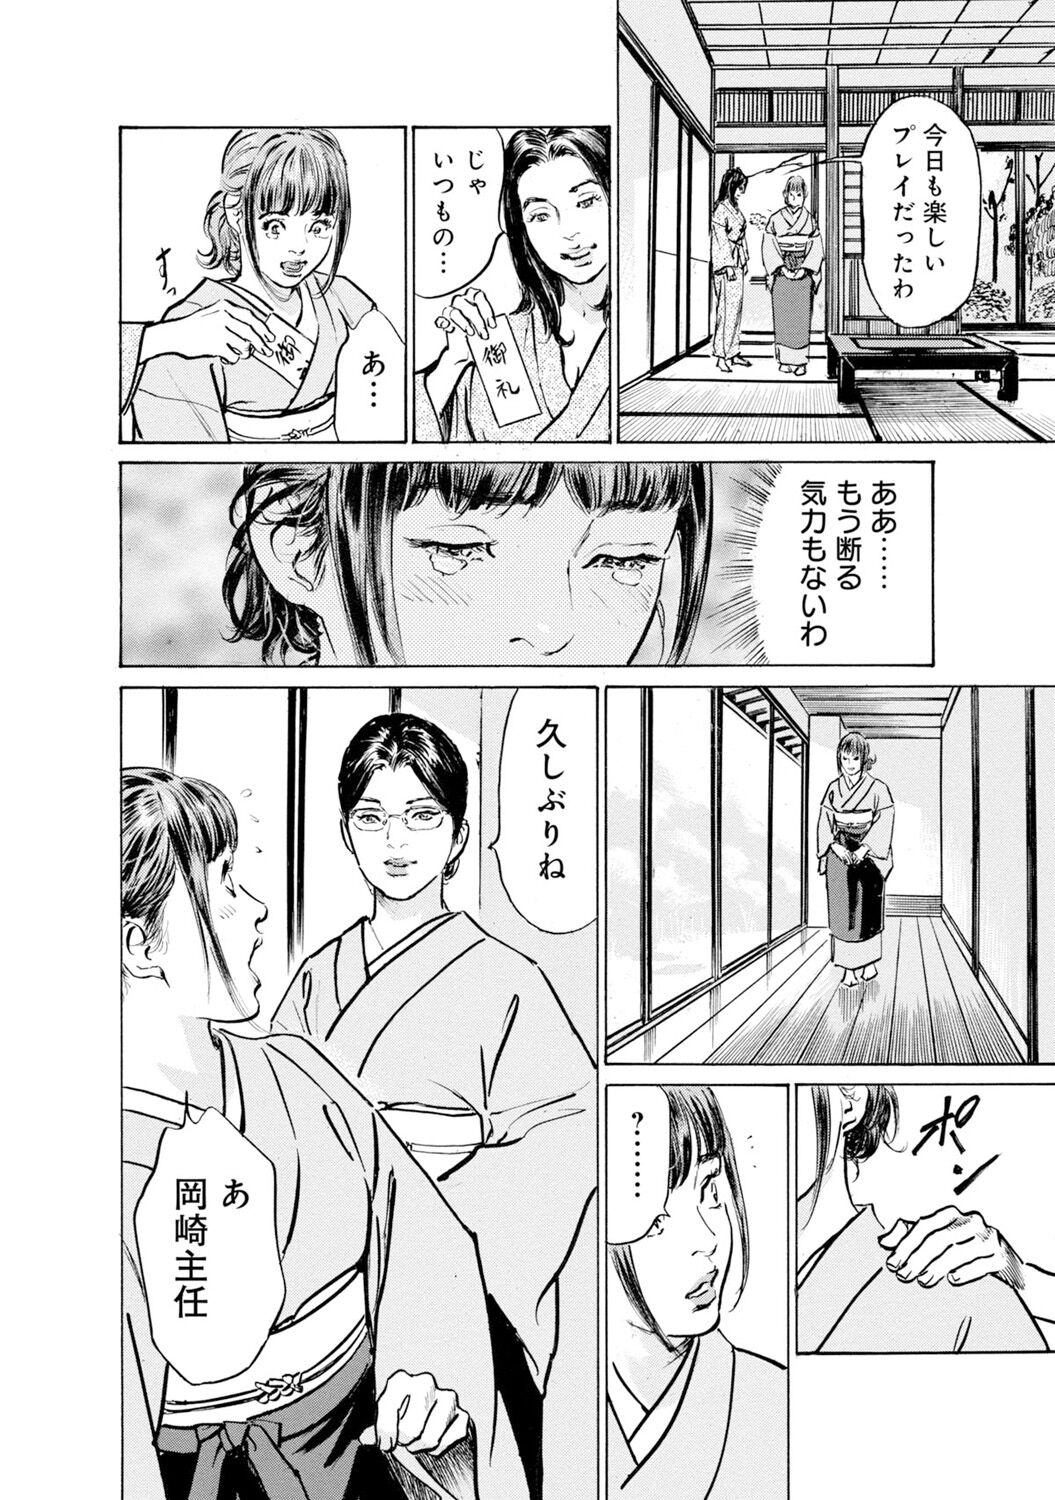 今日も楽しい
プレイだったわ
じゃ
いつもの…
御
礼
すっ
御
あ…
ああ……
もう断る
気力もないわ
ポン
?……
久しぶりね
あ
岡崎主任